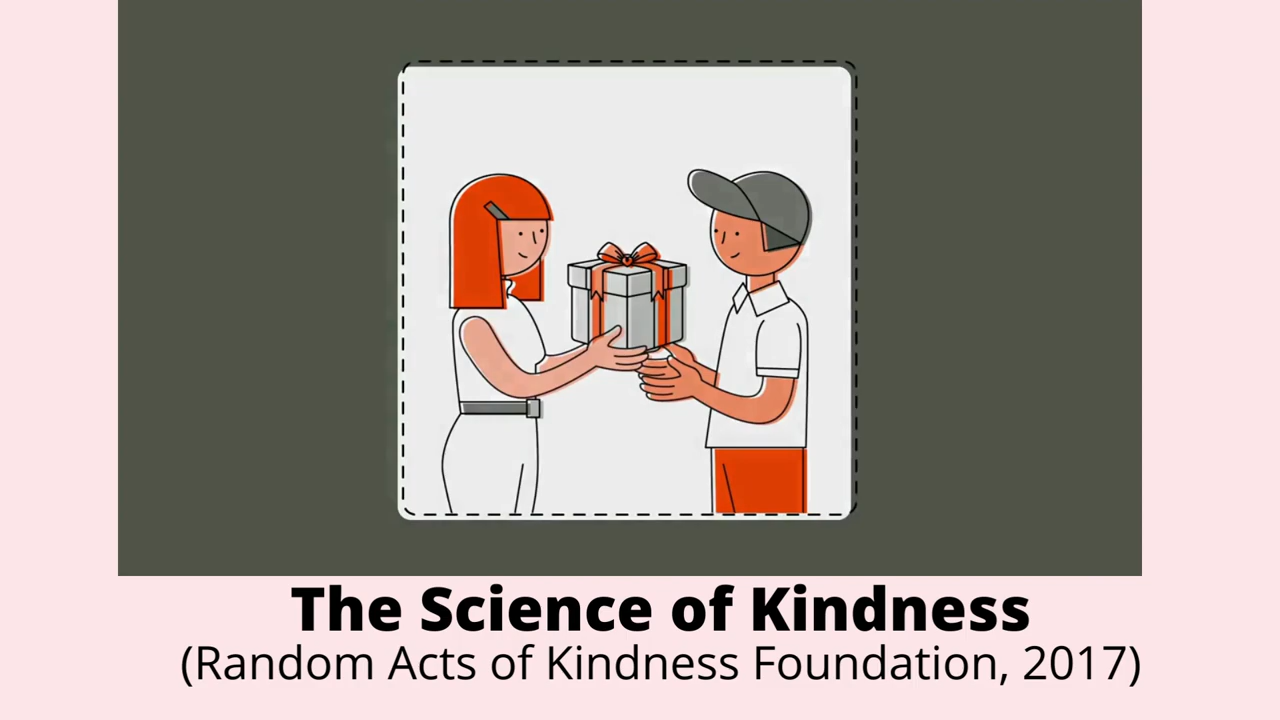 The Science of Kindness
(Random Acts of Kindness Foundation, 2017)